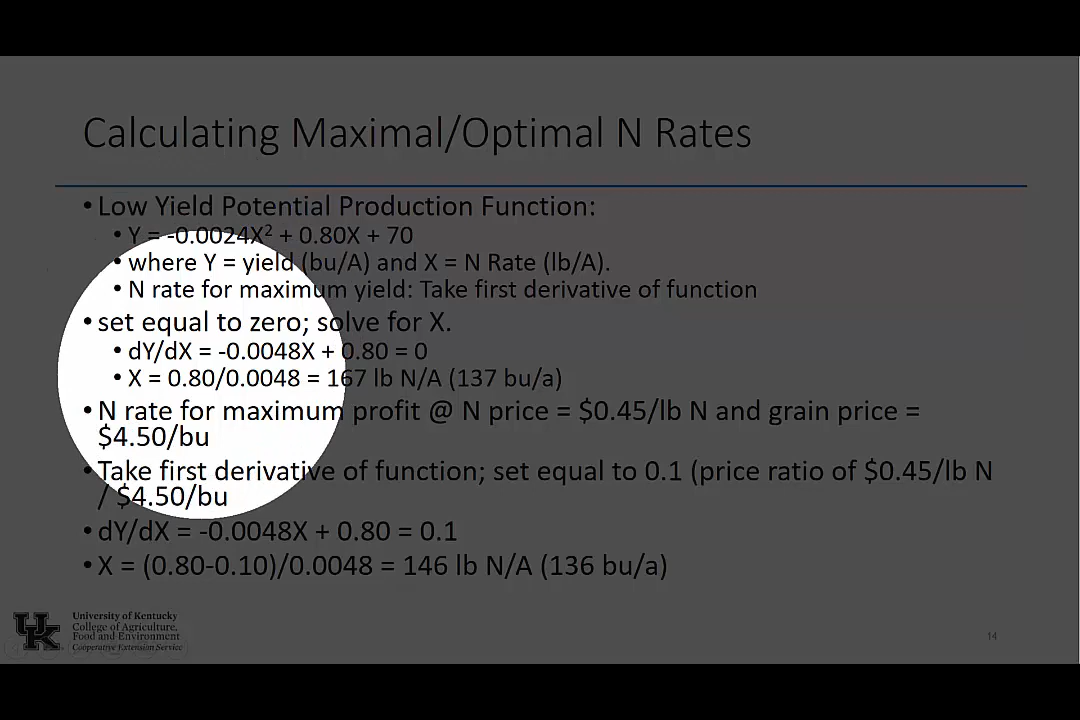 Calculating Maximal/Optimal N Rates
• Low Yield Potential Production Function:
• Y = -0.0024X² + 0.80X + 70
• where Y = yield (bu/A) and X = N Rate (lb/A).
• N rate for maximum yield: Take first derivative of function
• set equal to zero; solve for X.
• dY/dX = -0.0048X + 0.80 = 0
• X = 0.80/0.0048 = 167 lb N/A (137 bu/a)
• N rate for maximum profit @ N price = $0.45/lb N and grain price =
$4.50/bu
• Take first derivative of function; set equal to 0.1 (price ratio of $0.45/lb N
/ $4.50/bu
• dY/dX = -0.0048X + 0.80 = 0.1
• X = (0.80-0.10)/0.0048 = 146 lb N/A (136 bu/a)
UK
University of Kentucky
College of Agriculture,
Food and Environment
Cooperative Extension Service
14